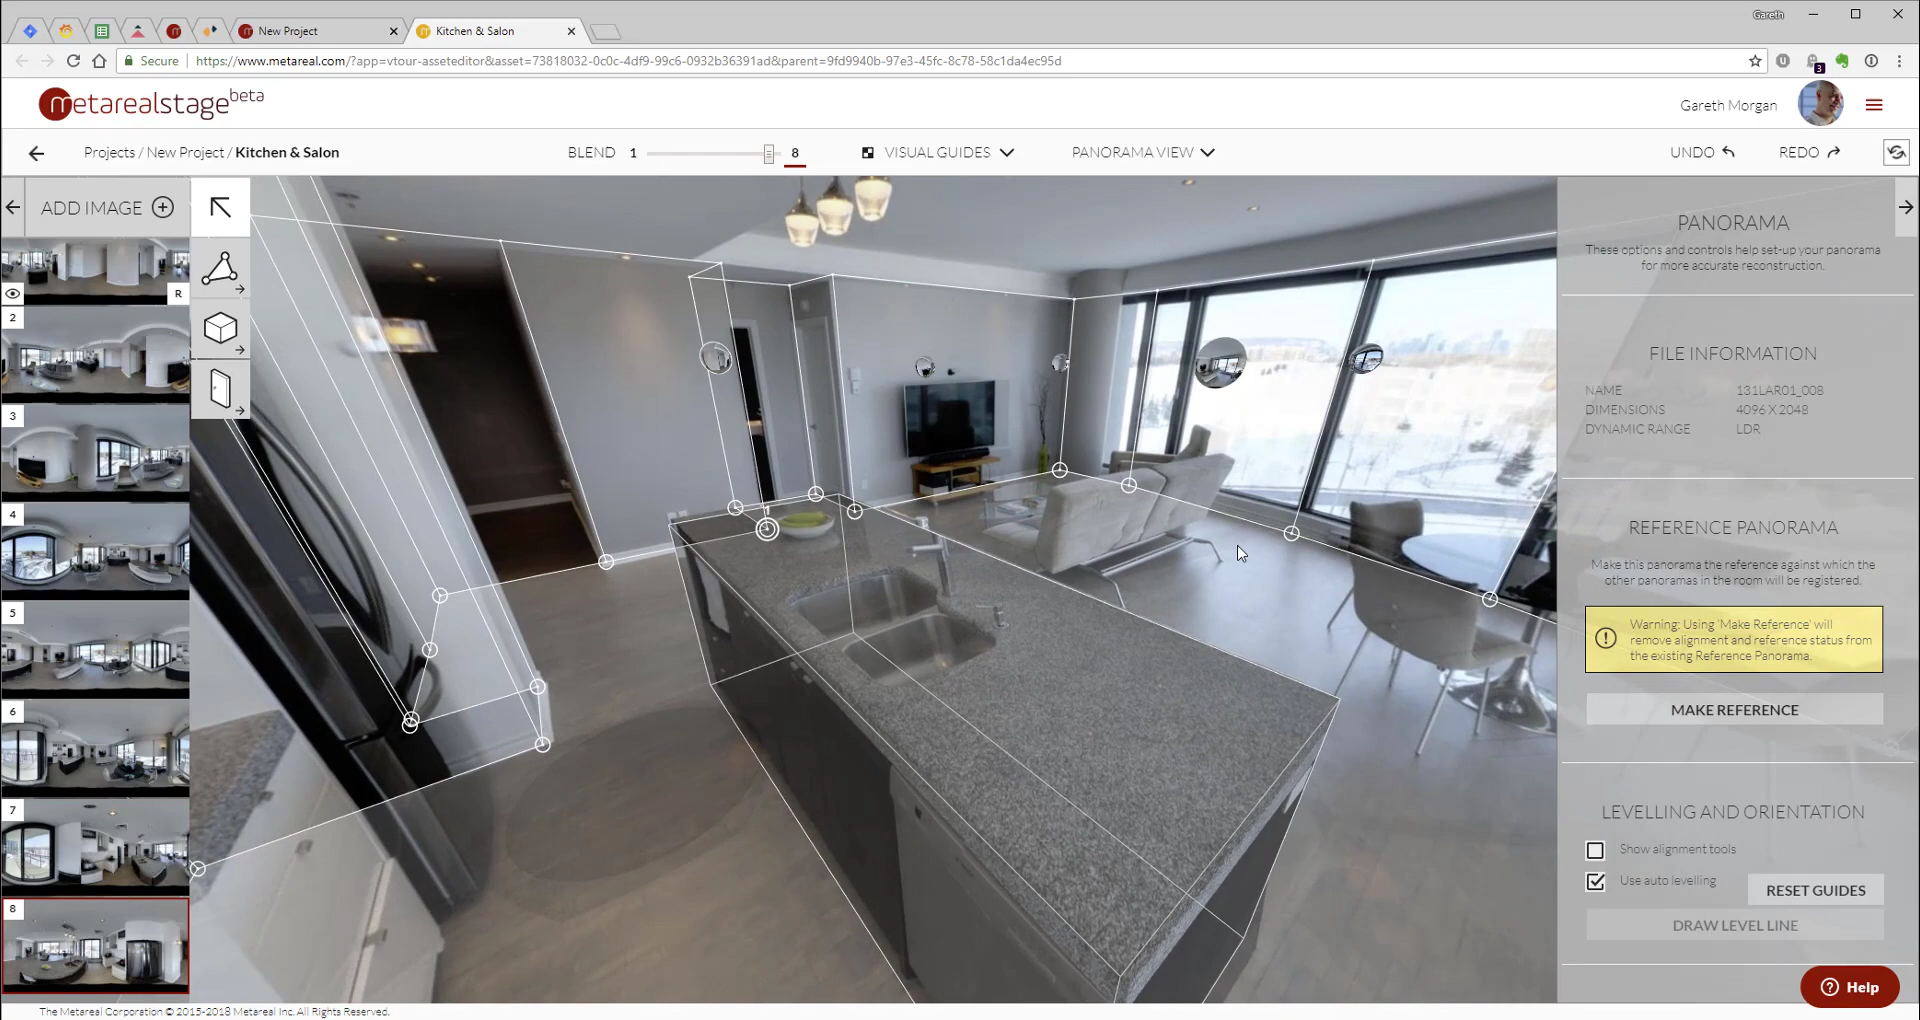 Gareth
New Project
Kitchen & Salon
Secure
https://www.metareal.com/?app=vtour-asseteditor&asset=73818032-0c0c-4df9-99c6-0932b36391ad&parent=9fd9940b-97e3-45fc-8c78-58c1da4ec95d
3
metarealstage beta
Gareth Morgan
Projects / New Project / Kitchen & Salon
BLEND 1 8
VISUAL GUIDES
PANORAMA VIEW
UNDO
REDO
ADD IMAGE
R
2
3
4
5
6
7
8
PANORAMA
These options and controls help set-up your panorama
for more accurate reconstruction.
FILE INFORMATION
NAME 131LAR01_008
DIMENSIONS 4096 X 2048
DYNAMIC RANGE LDR
REFERENCE PANORAMA
Make this panorama the reference against which the
other panoramas in the room will be registered.
Warning: Using 'Make Reference' will
remove alignment and reference status from
the existing Reference Panorama.
MAKE REFERENCE
LEVELLING AND ORIENTATION
Show alignment tools
Use auto levelling
RESET GUIDES
DRAW LEVEL LINE
Help
The Metareal Corporation © 2015-2018 Metareal Inc. All Rights Reserved.